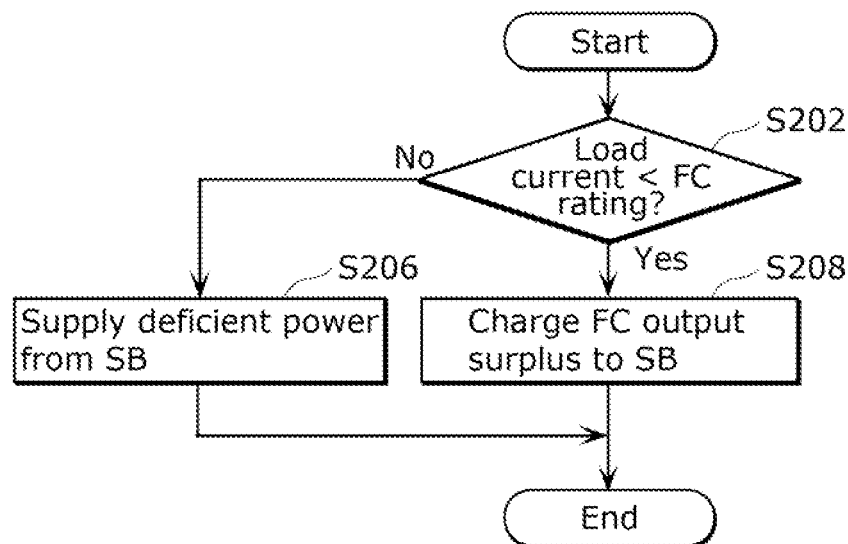 Start
S202
Load
current < FC
rating?
No
Yes
S206
Supply deficient power
from SB
S208
Charge FC output
surplus to SB
End